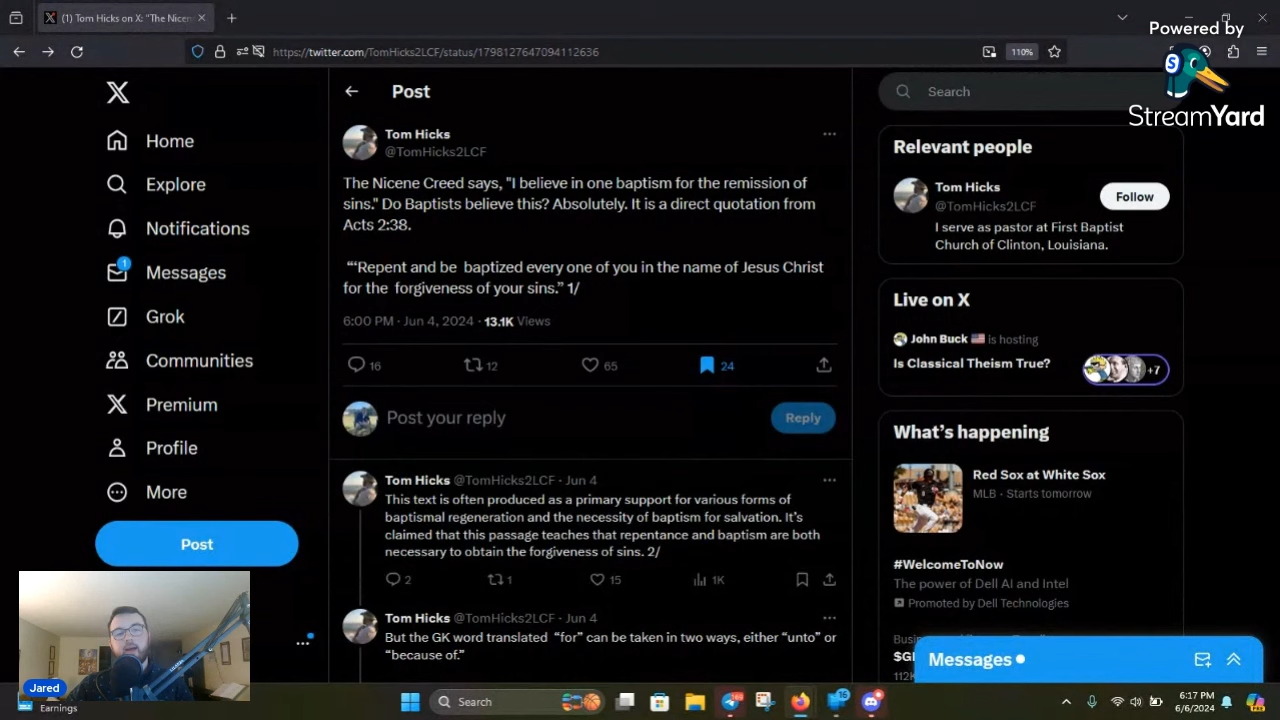 (1) Tom Hicks on X: "The Nicen
https://twitter.com/TomHicks2LCF/status/1798127647094112636
110%
Powered by
StreamYard
Home
Explore
Notifications
1
Messages
Grok
Communities
Premium
Profile
More
Post
Post
Tom Hicks
@TomHicks2LCF
The Nicene Creed says, "I believe in one baptism for the remission of
sins." Do Baptists believe this? Absolutely. It is a direct quotation from
Acts 2:38.
"“Repent and be baptized every one of you in the name of Jesus Christ
for the forgiveness of your sins.” 1/
6:00 PM · Jun 4, 2024 · 13.1K Views
16 12 65 24
Post your reply
Reply
Tom Hicks @TomHicks2LCF · Jun 4
This text is often produced as a primary support for various forms of
baptismal regeneration and the necessity of baptism for salvation. It’s
claimed that this passage teaches that repentance and baptism are both
necessary to obtain the forgiveness of sins. 2/
2 1 15 1K
Tom Hicks @TomHicks2LCF · Jun 4
But the GK word translated “for” can be taken in two ways, either “unto” or
“because of.”
Search
Relevant people
Tom Hicks
@TomHicks2LCF
Follow
I serve as pastor at First Baptist
Church of Clinton, Louisiana.
Live on X
John Buck is hosting
Is Classical Theism True?
+7
What’s happening
Red Sox at White Sox
MLB · Starts tomorrow
#WelcomeToNow
The power of Dell AI and Intel
Promoted by Dell Technologies
Messages
Jared
Earnings
Search
16
6:17 PM
6/6/2024